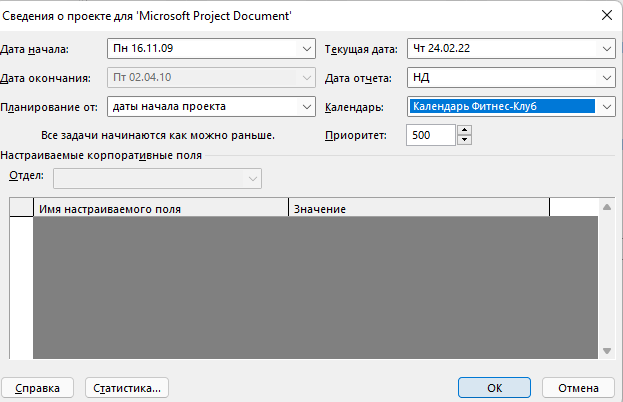 Сведения о проекте для 'Microsoft Project Document'
Дата начала: Пн 16.11.09 Текущая дата: Чт 24.02.22
Дата окончания: Пт 02.04.10 Дата отчета: НД
Планирование от: даты начала проекта Календарь: Календарь Фитнес-Клуб
Все задачи начинаются как можно раньше. Приоритет: 500
Настраиваемые корпоративные поля
Отдел:
Имя настраиваемого поля Значение
Справка Статистика... ОК Отмена